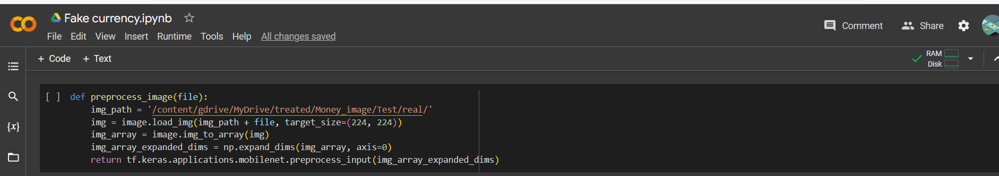 Fake currency.ipynb
File Edit View Insert Runtime Tools Help All changes saved
Comment Share
+ Code + Text
RAM
Disk
[ ] def preprocess_image(file):
img_path = '/content/gdrive/MyDrive/treated/Money_image/Test/real/'
img = image.load_img(img_path + file, target_size=(224, 224))
img_array = image.img_to_array(img)
img_array_expanded_dims = np.expand_dims(img_array, axis=0)
return tf.keras.applications.mobilenet.preprocess_input(img_array_expanded_dims)
{x}